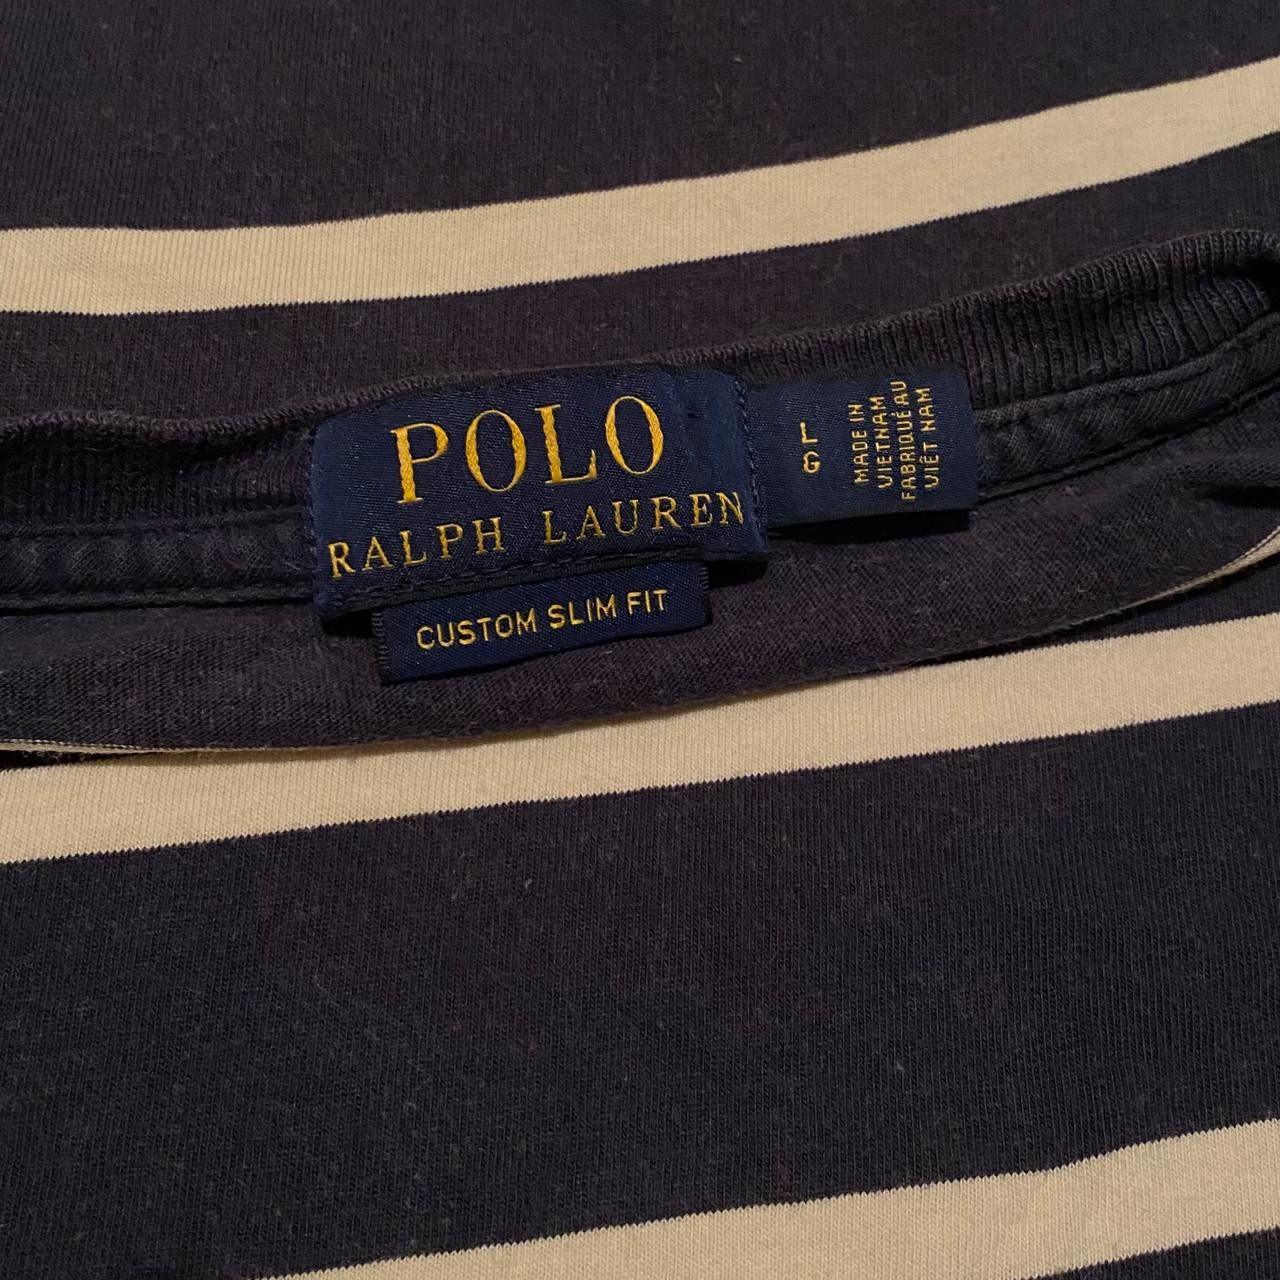 POLO
RALPH LAUREN
CUSTOM SLIM FIT
L
G
MADE IN
VIETNAM
FABRIQUÉ AU
VIÊT NAM